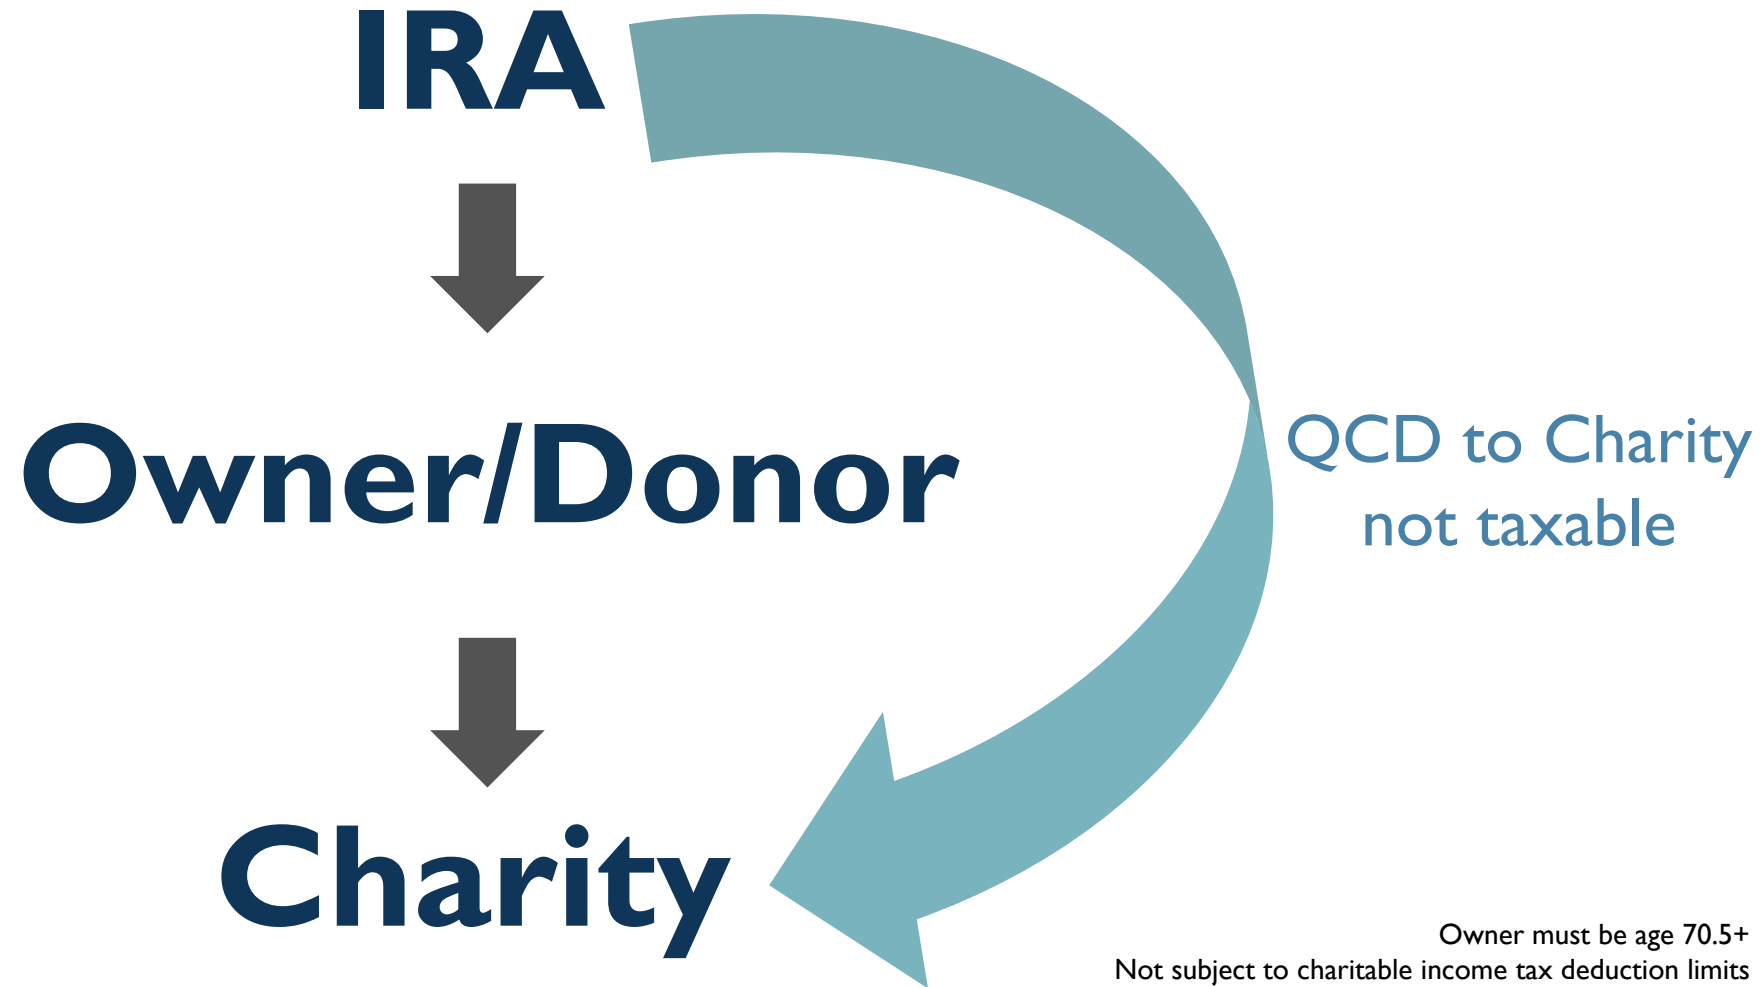 IRA
Owner/Donor
QCD to Charity
not taxable
Charity
Owner must be age 70.5+
Not subject to charitable income tax deduction limits